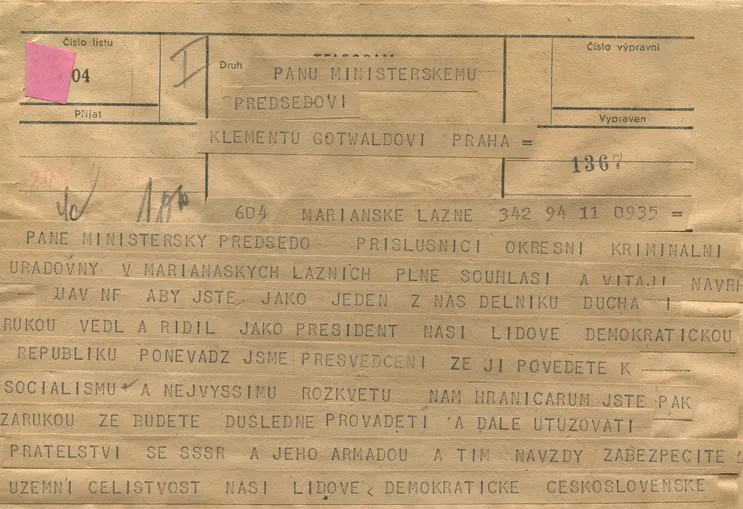 Číslo listu
04
Přijat
I
TELEGRAM
Druh
PANU MINISTERSKEMU
PREDSEDOVI
KLEMENTU GOTWALDOVI PRAHA =
Číslo výpravní
Vypraven
1367
604 MARIANSKE LAZNE 342 94 11 0935 =
PANE MINISTERSKY PREDSEDO PRISLUSNICI OKRESNI KRIMINALNI
URADOVNY V MARIANASKYCH LAZNICH PLNE SOUHLASI A VITAJI NAVRH
UAV NF ABY JSTE JAKO JEDEN Z NAS DELNIKU DUCHA I
RUKOU VEDL A RIDIL JAKO PRESIDENT NASI LIDOVE DEMOKRATICKOU
REPUBLIKU PONEVADZ JSME PRESVEDCENI ZE JI POVEDETE K
SOCIALISMU A NEJVYSSIMU ROZKVETU NAM HRANICARUM JSTE PAK
ZARUKOU ZE BUDETE DUSLEDNE PROVADETI A DALE UTUZOVATI
PRATELSTVI SE SSSR A JEHO ARMADOU A TIM NAVZDY ZABEZPECITE
UZEMNI CELISTVOST NASI LIDOVE DEMOKRATICKE CESKOSLOVENSKE